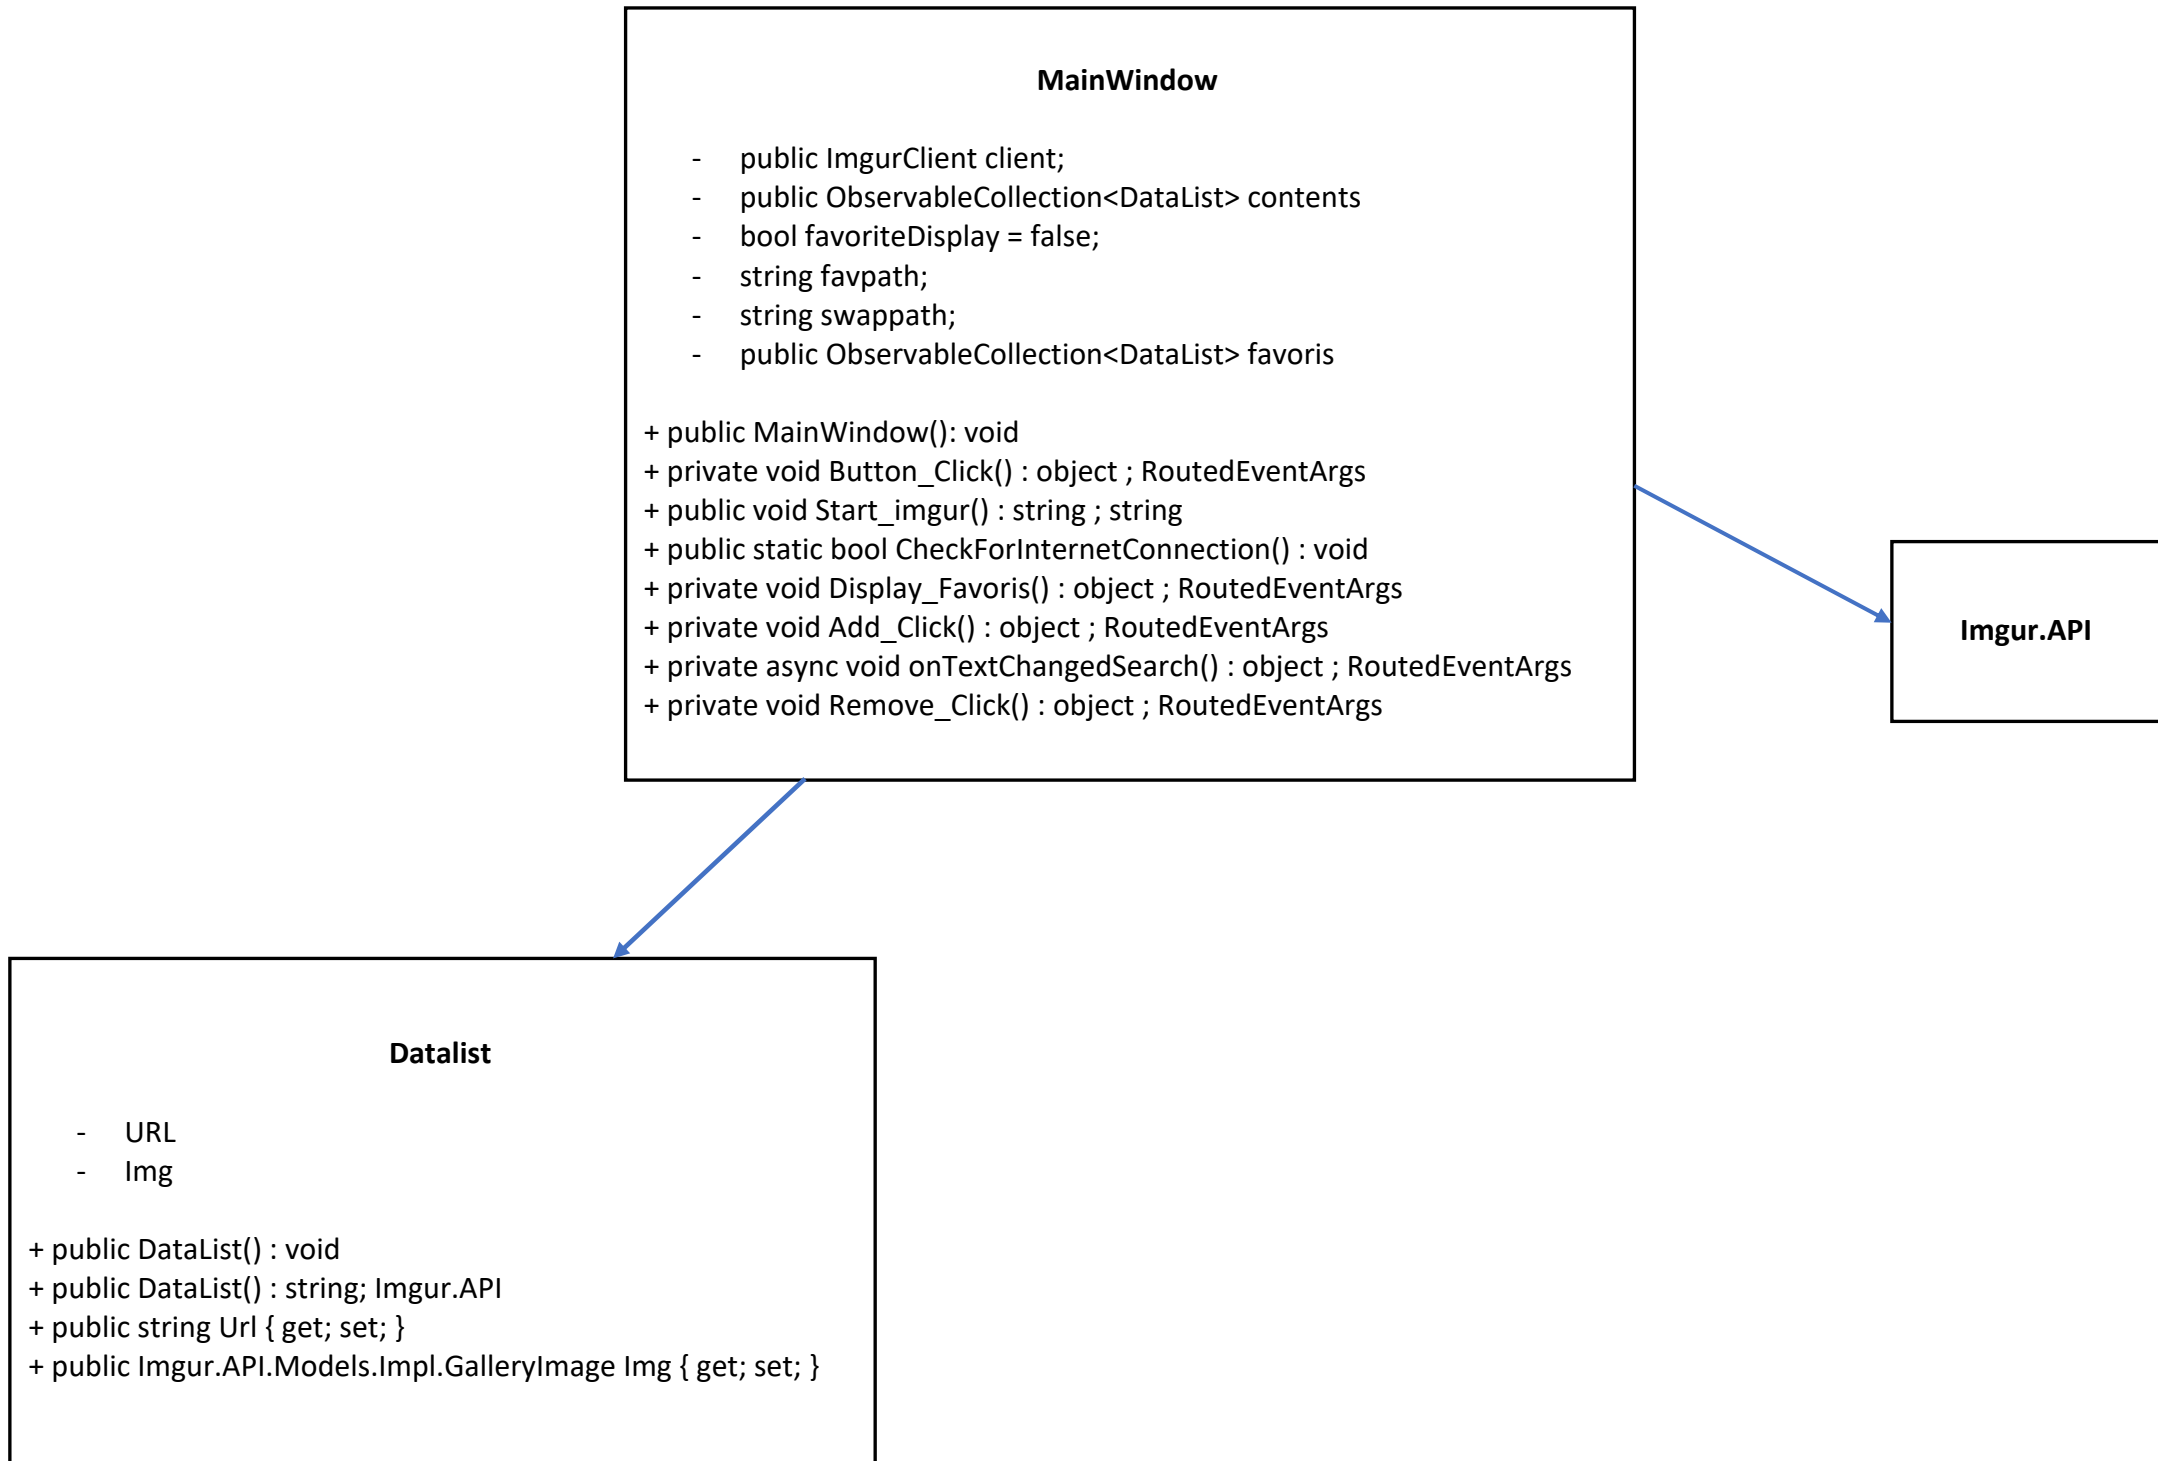 MainWindow
- public ImgurClient client;
- public ObservableCollection<DataList> contents
- bool favoriteDisplay = false;
- string favpath;
- string swappath;
- public ObservableCollection<DataList> favoris
+ public MainWindow(): void
+ private void Button_Click() : object ; RoutedEventArgs
+ public void Start_imgur() : string ; string
+ public static bool CheckForInternetConnection() : void
+ private void Display_Favoris() : object ; RoutedEventArgs
+ private void Add_Click() : object ; RoutedEventArgs
+ private async void onTextChangedSearch() : object ; RoutedEventArgs
+ private void Remove_Click() : object ; RoutedEventArgs
Imgur.API
Datalist
- URL
- Img
+ public DataList() : void
+ public DataList() : string; Imgur.API
+ public string Url { get; set; }
+ public Imgur.API.Models.Impl.GalleryImage Img { get; set; }